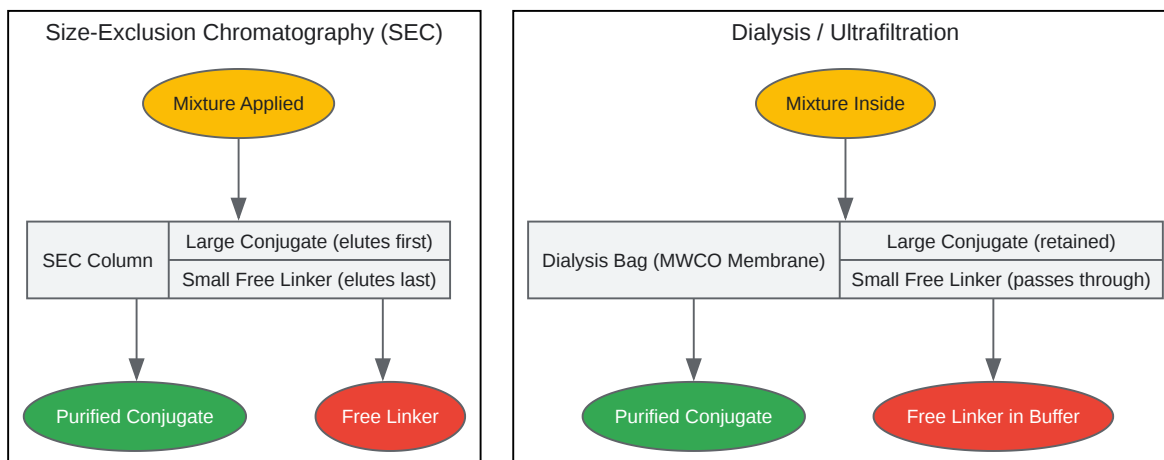 Size-Exclusion Chromatography (SEC)
Mixture Applied
SEC Column
Large Conjugate (elutes first)
Small Free Linker (elutes last)
Purified Conjugate
Free Linker
Dialysis / Ultrafiltration
Mixture Inside
Dialysis Bag (MWCO Membrane)
Large Conjugate (retained)
Small Free Linker (passes through)
Purified Conjugate
Free Linker in Buffer